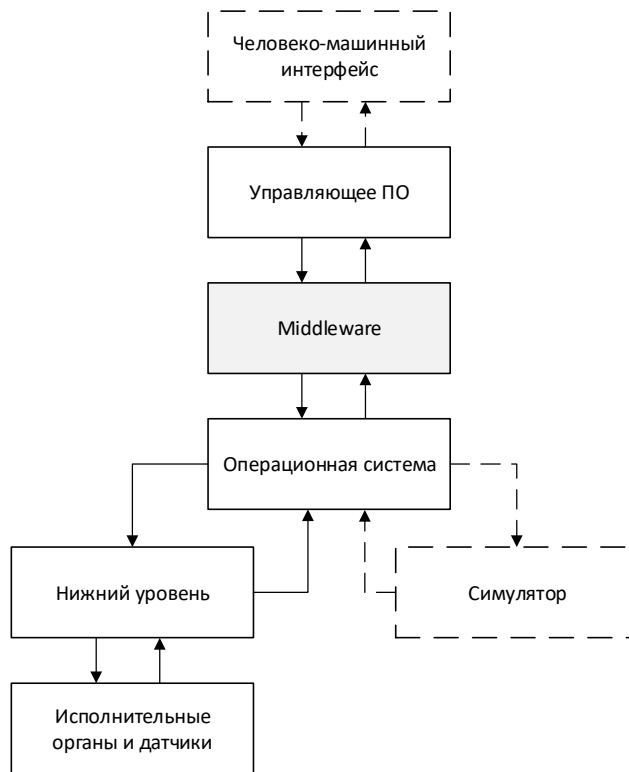 Человеко-машинный
интерфейс
Управляющее ПО
Middleware
Операционная система
Нижний уровень
Симулятор
Исполнительные
органы и датчики